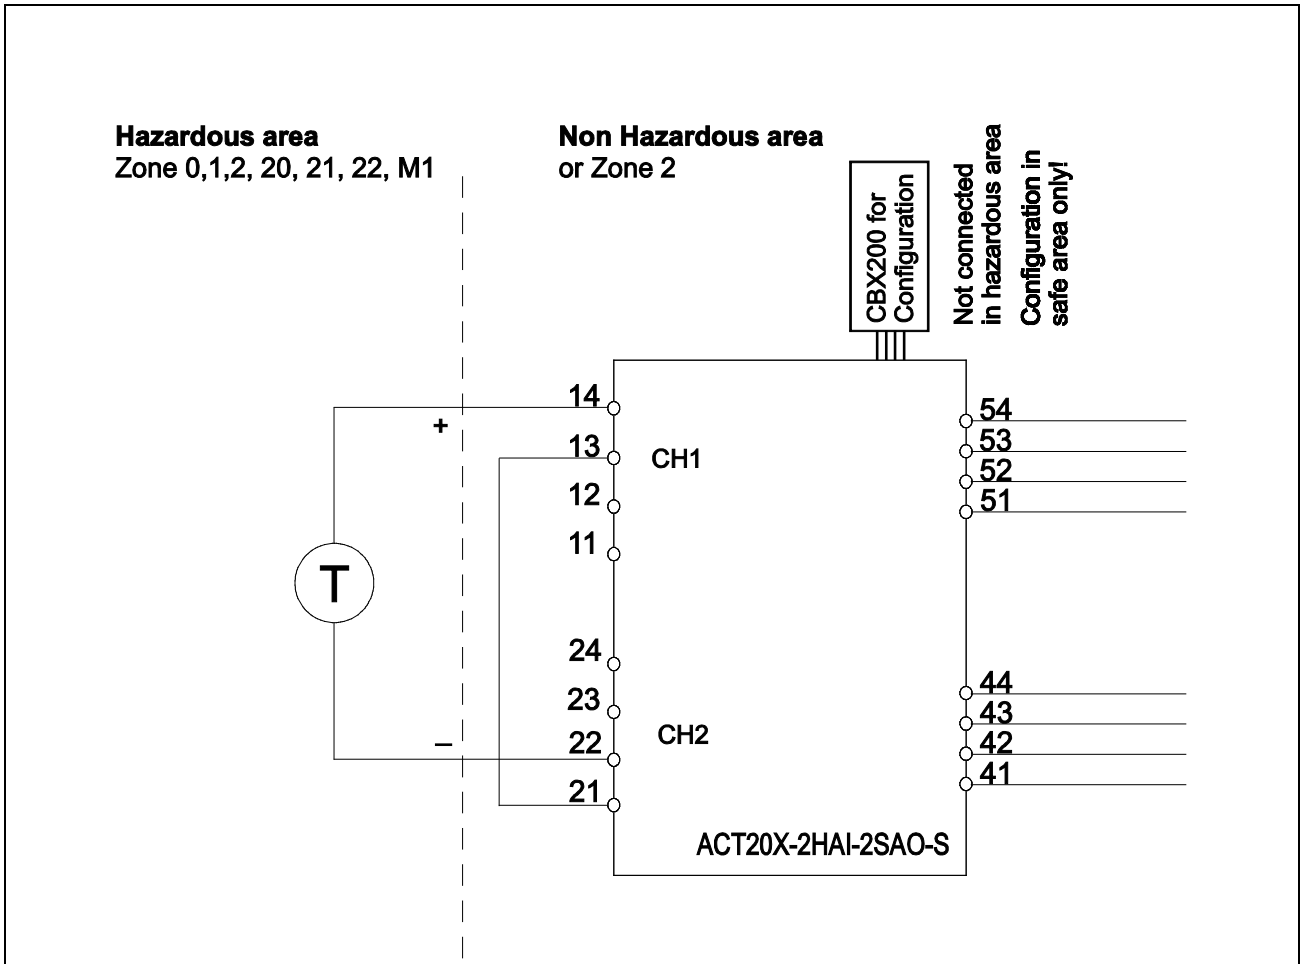 Hazardous area
Zone 0,1,2, 20, 21, 22, M1
Non Hazardous area
or Zone 2
CBX200 for
Configuration
Not connected
in hazardous area
Configuration in
safe area only!
14
+
13
CH1
12
11
T
24
23
CH2
22
–
21
54
53
52
51
44
43
42
41
ACT20X-2HAI-2SAO-S